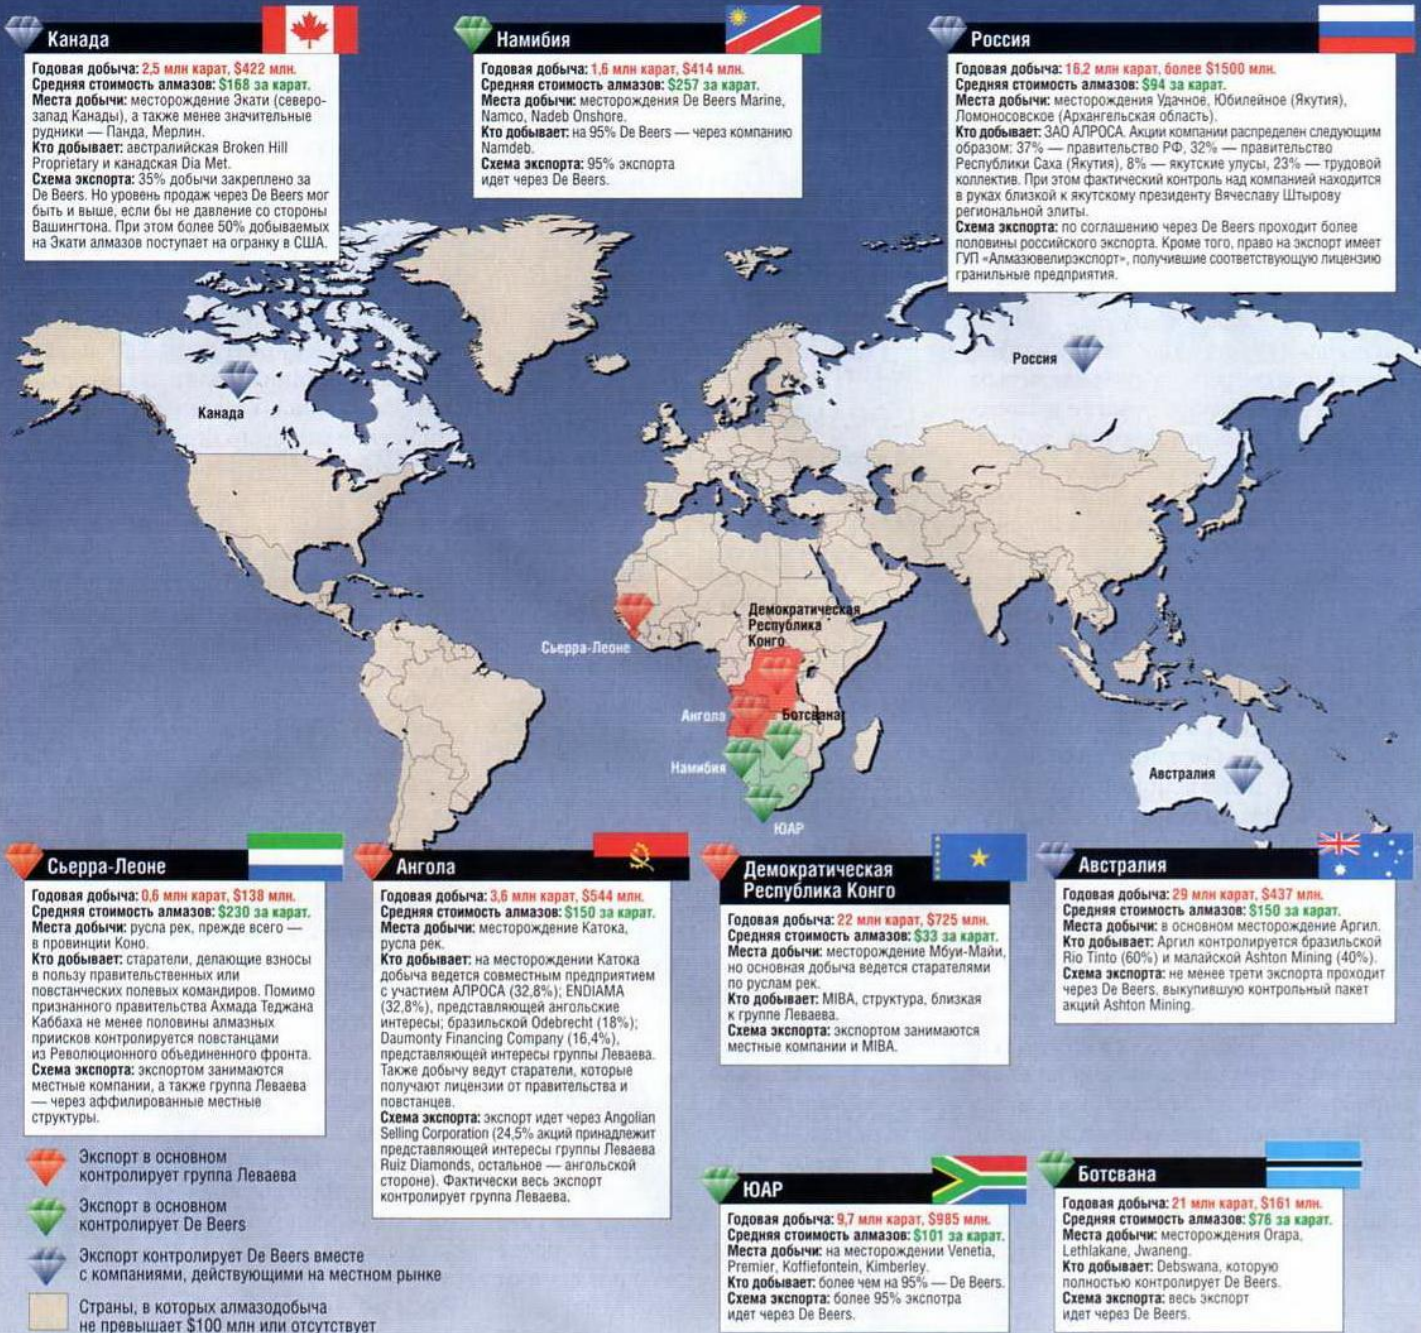 Канада
Годовая добыча: 2,5 млн карат, $422 млн.
Средняя стоимость алмазов: $168 за карат.
Места добычи: месторождение Экати (северо-
запад Канады), а также менее значительные
рудники — Панда, Мерлин.
Кто добывает: австралийская Broken Hill
Proprietary и канадская Dia Met.
Схема экспорта: 35% добычи закреплено за
De Beers. Но уровень продаж через De Beers мог
быть и выше, если бы не давление со стороны
Вашингтона. При этом более 50% добываемых
на Экати алмазов поступает на огранку в США.
Намибия
Годовая добыча: 1,6 млн карат, $414 млн.
Средняя стоимость алмазов: $257 за карат.
Места добычи: месторождения De Beers Marine,
Namco, Nadeb Onshore.
Кто добывает: на 95% De Beers — через компанию
Namdeb.
Схема экспорта: 95% экспорта
идет через De Beers.
Россия
Годовая добыча: 16,2 млн карат, более $1500 млн.
Средняя стоимость алмазов: $94 за карат.
Места добычи: месторождения Удачное, Юбилейное (Якутия),
Ломоносовское (Архангельская область).
Кто добывает: ЗАО АЛРОСА. Акции компании распределен следующим
образом: 37% — правительство РФ, 32% — правительство
Республики Саха (Якутия), 8% — якутские улусы, 23% — трудовой
коллектив. При этом фактический контроль над компанией находится
в руках близкой к якутскому президенту Вячеславу Штырову
региональной элиты.
Схема экспорта: по соглашению через De Beers проходит более
половины российского экспорта. Кроме того, право на экспорт имеет
ГУП «Алмазювелирэкспорт», получившие соответствующую лицензию
гранильные предприятия.
Канада
Россия
Сьерра-Леоне
Демократическая
Республика
Конго
Ангола
Ботсвана
Намибия
ЮАР
Австралия
Сьерра-Леоне
Годовая добыча: 0,6 млн карат, $138 млн.
Средняя стоимость алмазов: $230 за карат.
Места добычи: русла рек, прежде всего —
в провинции Коно.
Кто добывает: старатели, делающие взносы
в пользу правительственных или
повстанческих полевых командиров. Помимо
признанного правительства Ахмада Теджана
Каббаха не менее половины алмазных
приисков контролируется повстанцами
из Революционного объединенного фронта.
Схема экспорта: экспортом занимаются
местные компании, а также группа Леваева
— через аффилированные местные
структуры.
Ангола
Годовая добыча: 3,6 млн карат, $544 млн.
Средняя стоимость алмазов: $150 за карат.
Места добычи: месторождение Катока,
русла рек.
Кто добывает: на месторождении Катока
добыча ведется совместным предприятием
с участием АЛРОСА (32,8%); ENDIAMA
(32,8%), представляющей ангольские
интересы; бразильской Odebrecht (18%);
Daumonty Financing Company (16,4%),
представляющей интересы группы Леваева.
Также добычу ведут старатели, которые
получают лицензии от правительства и
повстанцев.
Схема экспорта: экспорт идет через Angolian
Selling Corporation (24,5% акций принадлежит
представляющей интересы группы Леваева
Ruiz Diamonds, остальное — ангольской
стороне). Фактически весь экспорт
контролирует группа Леваева.
Демократическая
Республика Конго
Годовая добыча: 22 млн карат, $725 млн.
Средняя стоимость алмазов: $33 за карат.
Места добычи: месторождение Мбуи-Майи,
но основная добыча ведется старателями
по руслам рек.
Кто добывает: MIBA, структура, близкая
к группе Леваева.
Схема экспорта: экспортом занимаются
местные компании и MIBA.
Австралия
Годовая добыча: 29 млн карат, $437 млн.
Средняя стоимость алмазов: $150 за карат.
Места добычи: в основном месторождение Аргил.
Кто добывает: Аргил контролируется бразильской
Rio Tinto (60%) и малайской Ashton Mining (40%).
Схема экспорта: не менее трети экспорта проходит
через De Beers, выкупившую контрольный пакет
акций Ashton Mining.
ЮАР
Годовая добыча: 9,7 млн карат, $985 млн.
Средняя стоимость алмазов: $101 за карат.
Места добычи: на месторождении Venetia,
Premier, Koffiefontein, Kimberley.
Кто добывает: более чем на 95% — De Beers.
Схема экспорта: более 95% экспотра
идет через De Beers.
Ботсвана
Годовая добыча: 21 млн карат, $161 млн.
Средняя стоимость алмазов: $76 за карат.
Места добычи: месторождения Orapa,
Lethlakane, Jwaneng.
Кто добывает: Debswana, которую
полностью контролирует De Beers.
Схема экспорта: весь экспорт
идет через De Beers.
Экспорт в основном
контролирует группа Леваева
Экспорт в основном
контролирует De Beers
Экспорт контролирует De Beers вместе
с компаниями, действующими на местном рынке
Страны, в которых алмазодобыча
не превышает $100 млн или отсутствует